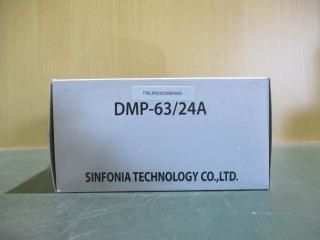 DMP-63/24A
SINFONIA TECHNOLOGY CO.,LTD.